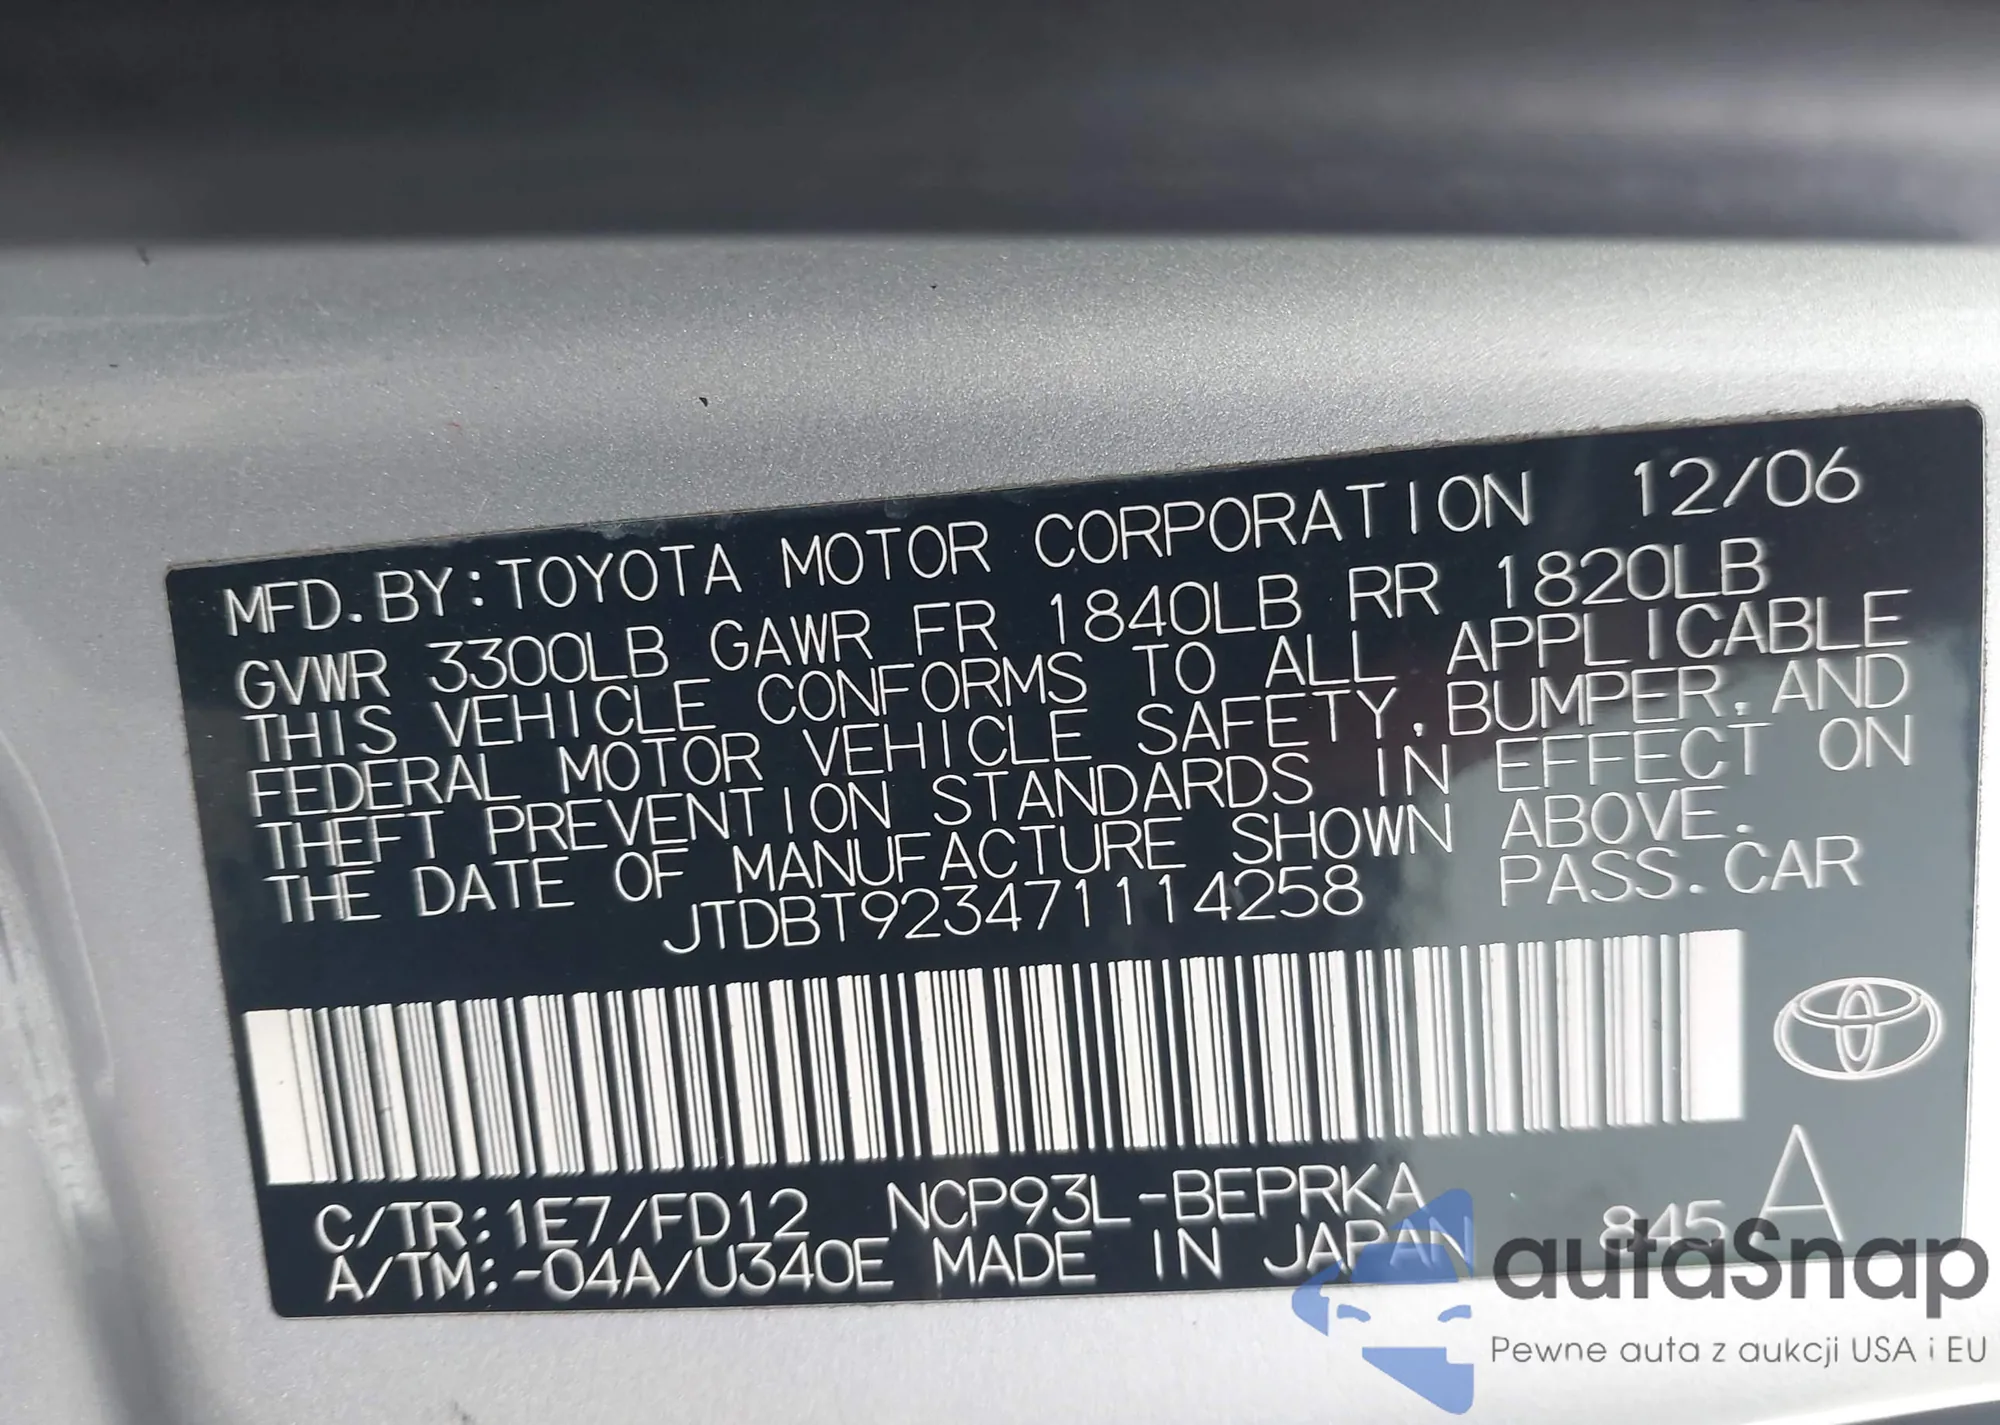 MFD. BY: TOYOTA MOTOR CORPORATION 12/06
GVWR 3300LB GAWR FR 1840LB RR 1820LB
THIS VEHICLE CONFORMS TO ALL APPLICABLE
FEDERAL MOTOR VEHICLE SAFETY, BUMPER, AND
THEFT PREVENTION STANDARDS IN EFFECT ON
THE DATE OF MANUFACTURE SHOWN ABOVE.
JTDBT923471114258 PASS. CAR
C/TR: 1E7/FD12 NCP93L-BEPRKA
A/TM: -04A/U340E MADE IN JAPAN 845 A
autaSnap
Pewne auta z aukcji USA i EU